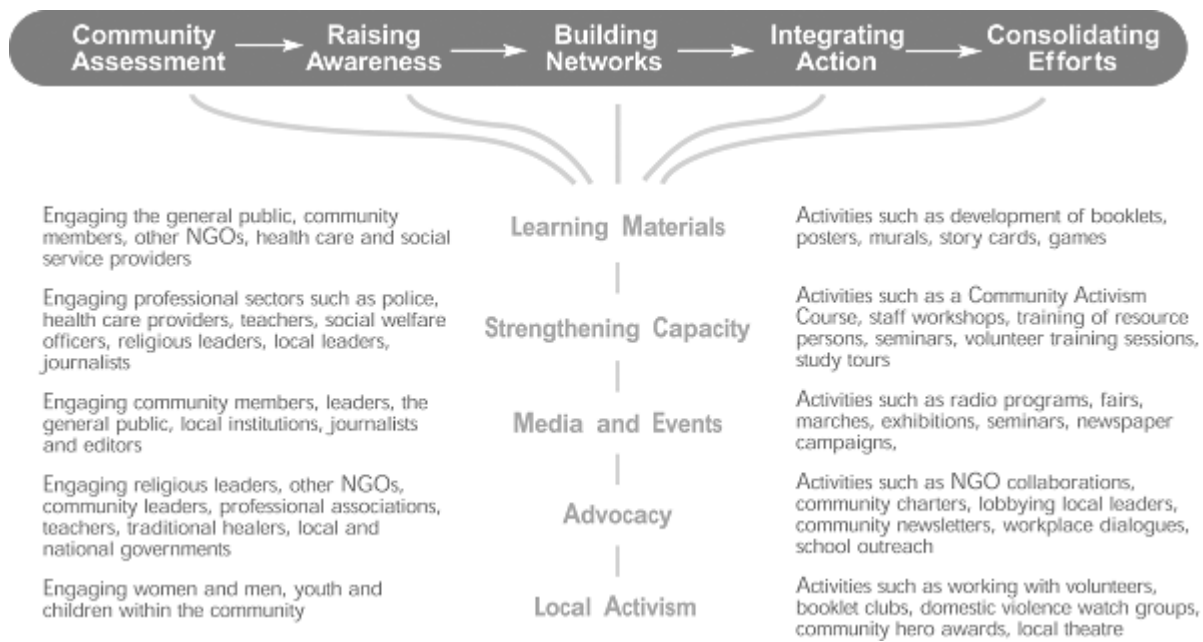 Community Assessment
Raising Awareness
Building Networks
Integrating Action
Consolidating Efforts
Engaging the general public, community
members, other NGOs, health care and social
service providers
Learning Materials
Activities such as development of booklets,
posters, murals, story cards, games
Engaging professional sectors such as police,
health care providers, teachers, social welfare
officers, religious leaders, local leaders,
journalists
Strengthening Capacity
Activities such as a Community Activism
Course, staff workshops, training of resource
persons, seminars, volunteer training sessions,
study tours
Engaging community members, leaders, the
general public, local institutions, journalists
and editors
Media and Events
Activities such as radio programs, fairs,
marches, exhibitions, seminars, newspaper
campaigns,
Engaging religious leaders, other NGOs,
community leaders, professional associations,
teachers, traditional healers, local and
national governments
Advocacy
Activities such as NGO collaborations,
community charters, lobbying local leaders,
community newsletters, workplace dialogues,
school outreach
Engaging women and men, youth and
children within the community
Local Activism
Activities such as working with volunteers,
booklet clubs, domestic violence watch groups,
community hero awards, local theatre